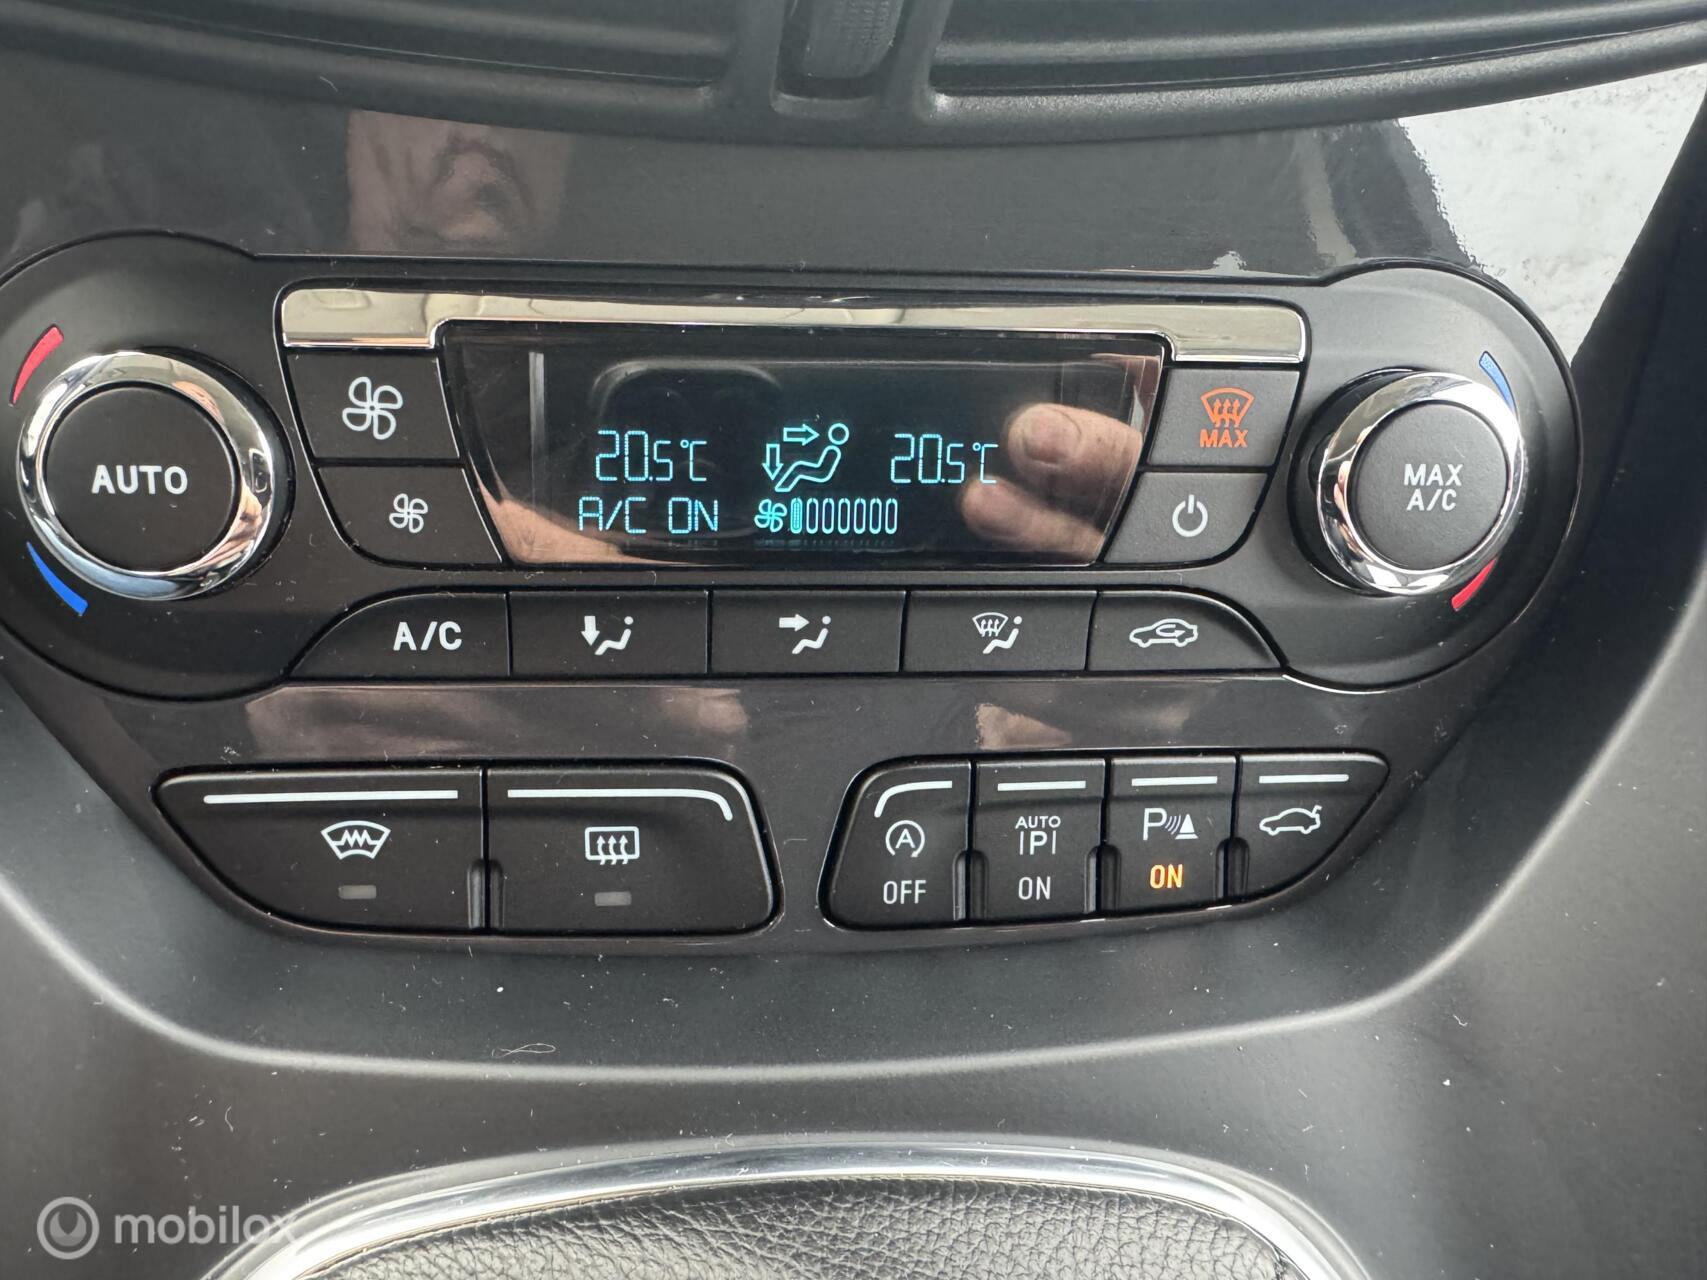 AUTO
20.5°C
20.5°C
A/C ON
MAX
MAX
A/C
A/C
A
OFF
AUTO
|P|
ON
P
ON
mobilox